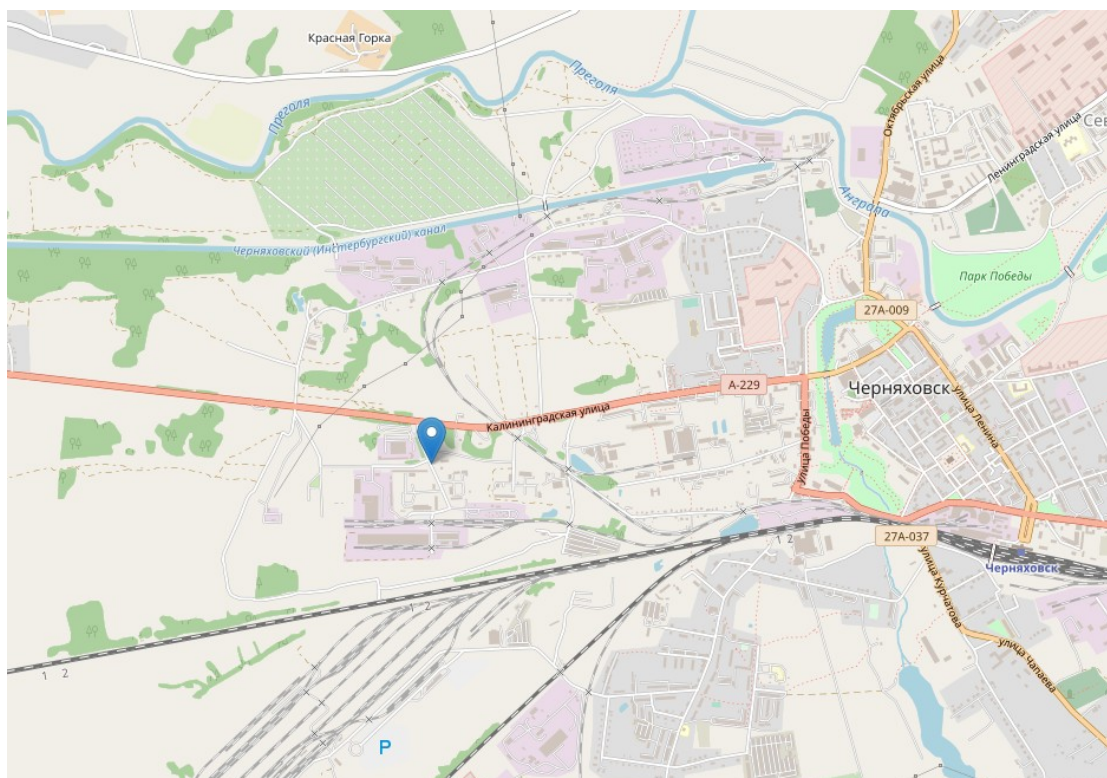 Красная Горка
Преголя
Преголя
Октябрьская улица
Сев
Ленинградская улица
Анграпа
Черняховский (Инстербургский) канал
Парк Победы
27А-009
А-229
Черняховск
Калининградская улица
улица Победы
улица Ленина
27А-037
1 2
Черняховск
улица Курчатова
1 2
улица Чапаева
1 2
P